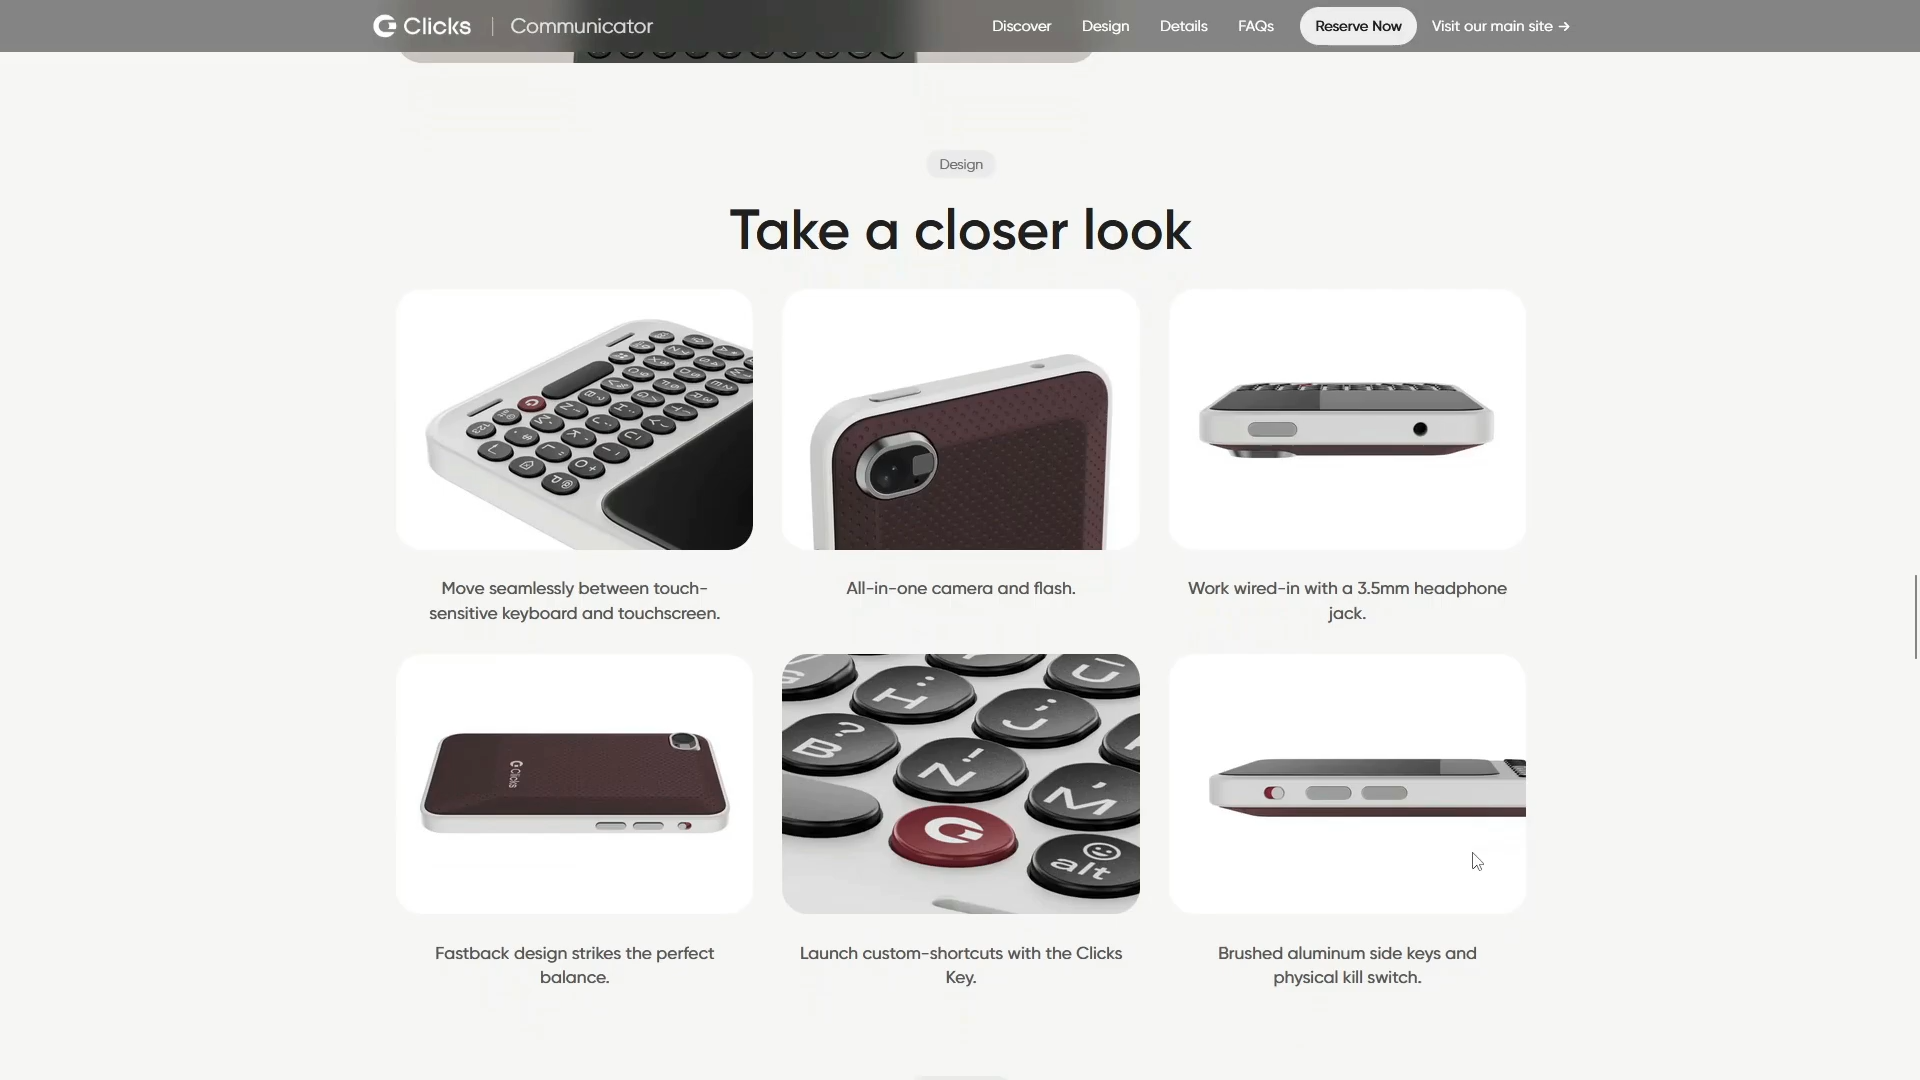 Clicks | Communicator
Discover
Design
Details
FAQs
Reserve Now
Visit our main site →
Design
Take a closer look
Move seamlessly between touch-
sensitive keyboard and touchscreen.
All-in-one camera and flash.
Work wired-in with a 3.5mm headphone
jack.
Clicks
H
J
U
B ?
N !
M '
alt
Fastback design strikes the perfect
balance.
Launch custom-shortcuts with the Clicks
Key.
Brushed aluminum side keys and
physical kill switch.